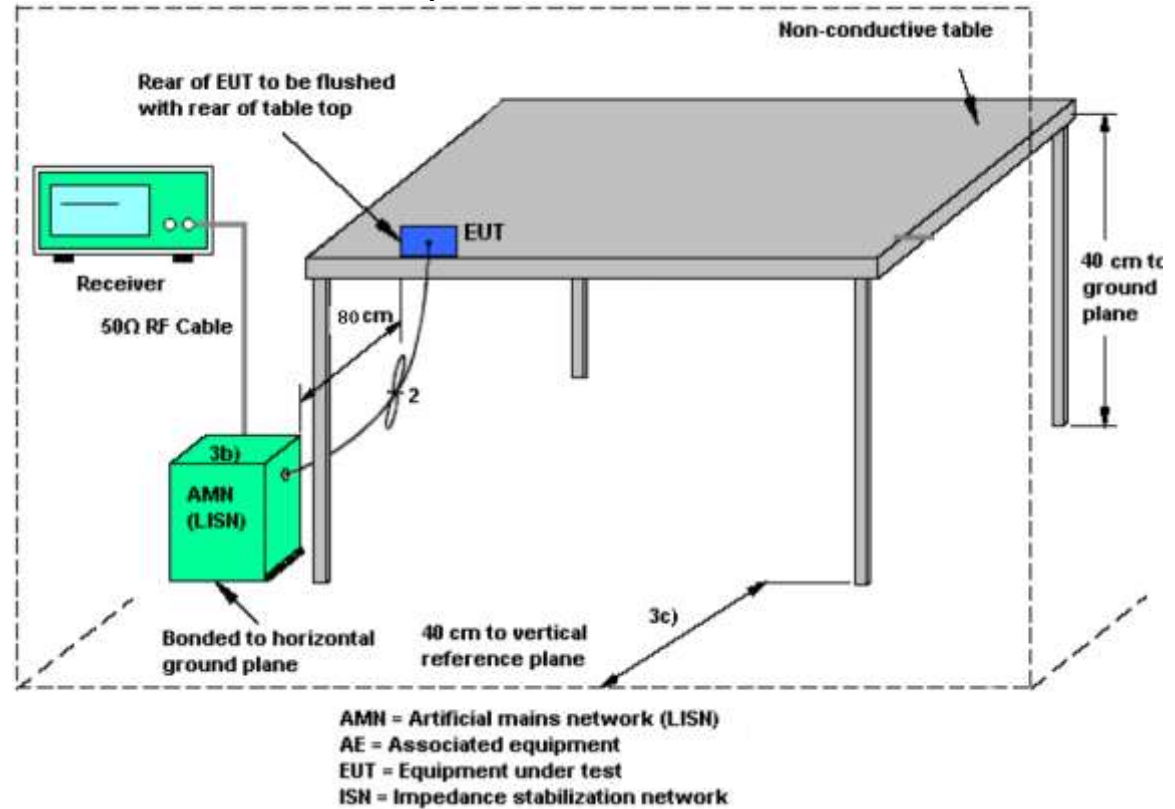 Non-conductive table
Rear of EUT to be flushed
with rear of table top
EUT
Receiver
50Ω RF Cable
80 cm
40 cm to
ground
plane
2
3b)
AMN
(LISN)
3c)
Bonded to horizontal
ground plane
40 cm to vertical
reference plane
AMN = Artificial mains network (LISN)
AE = Associated equipment
EUT = Equipment under test
ISN = Impedance stabilization network